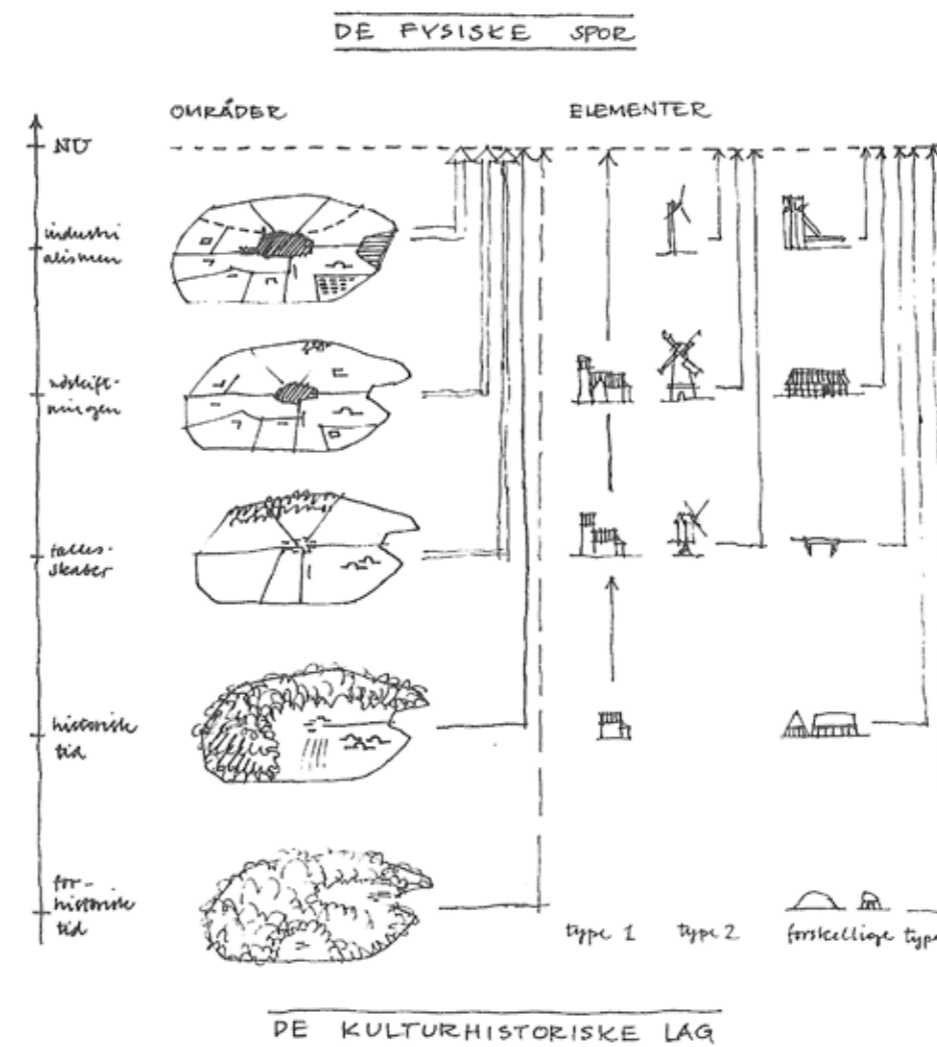 DE FYSISKE SPOR
OMRÅDER
ELEMENTER
NU
industri
alismen
udskift-
ningen
fælles-
skaber
historisk
tid
for-
historisk
tid
type 1
type 2
forskellige type
DE KULTURHISTORISKE LAG